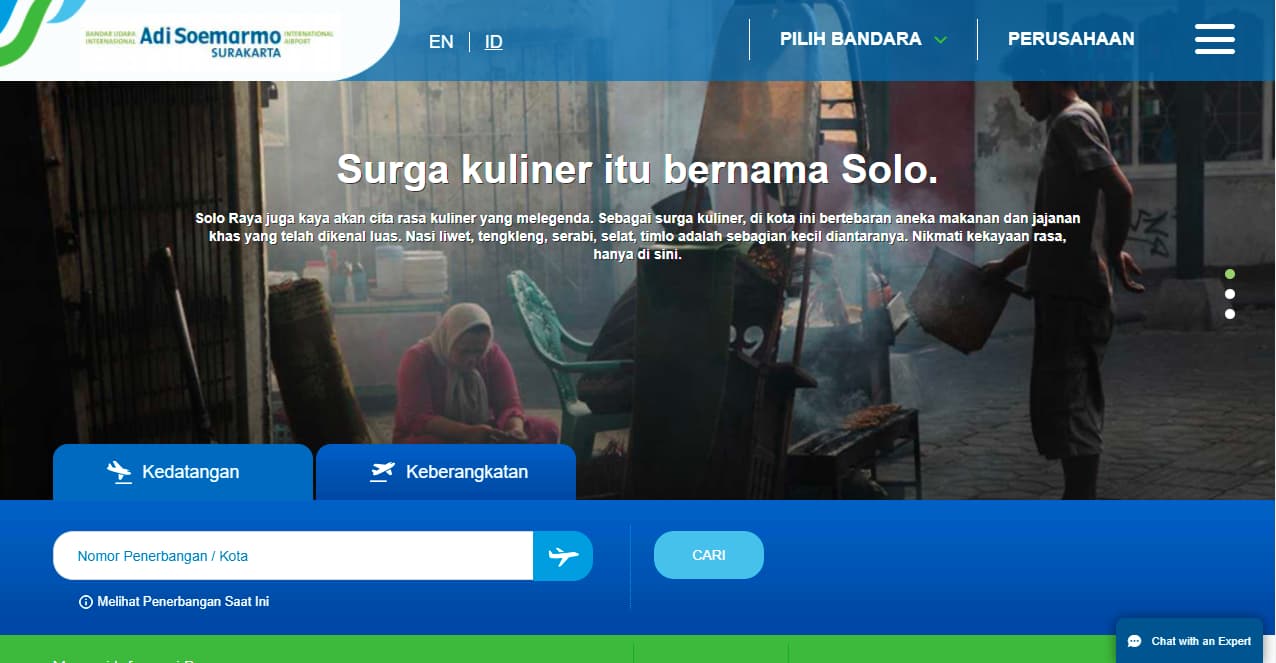 BANDAR UDARA
INTERNASIONAL
Adi Soemarmo
SURAKARTA
INTERNATIONAL
AIRPORT
EN | ID
PILIH BANDARA
PERUSAHAAN
Surga kuliner itu bernama Solo.
Solo Raya juga kaya akan cita rasa kuliner yang melegenda. Sebagai surga kuliner, di kota ini bertebaran aneka makanan dan jajanan
khas yang telah dikenal luas. Nasi liwet, tengkleng, serabi, selat, timlo adalah sebagian kecil diantaranya. Nikmati kekayaan rasa,
hanya di sini.
99
Kedatangan
Keberangkatan
Nomor Penerbangan / Kota
CARI
Melihat Penerbangan Saat Ini
Chat with an Expert